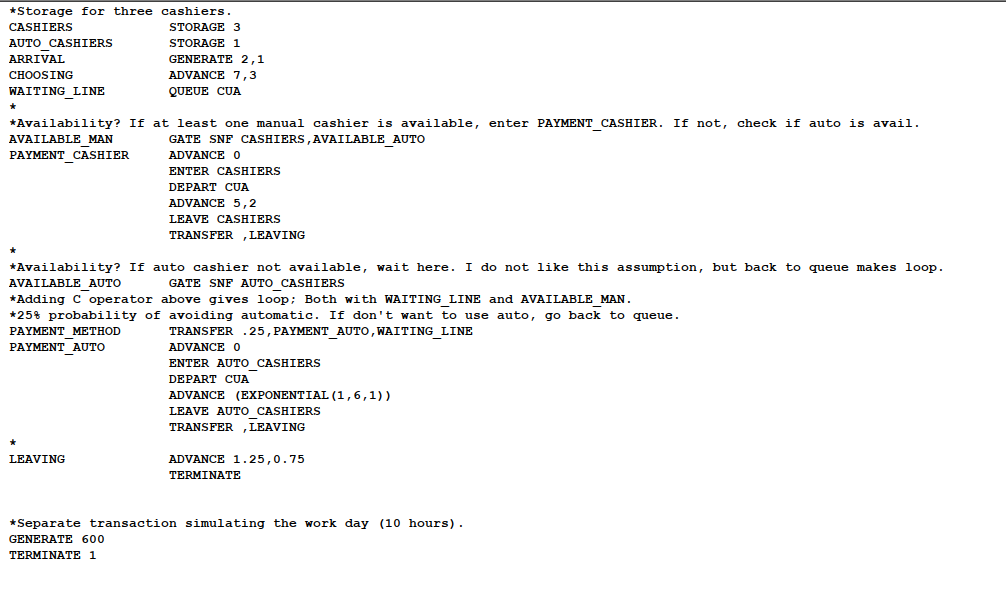 *Storage for three cashiers.
CASHIERS STORAGE 3
AUTO_CASHIERS STORAGE 1
ARRIVAL GENERATE 2,1
CHOOSING ADVANCE 7,3
WAITING_LINE QUEUE CUA
*
*Availability? If at least one manual cashier is available, enter PAYMENT_CASHIER. If not, check if auto is avail.
AVAILABLE_MAN GATE SNF CASHIERS,AVAILABLE_AUTO
PAYMENT_CASHIER ADVANCE 0
ENTER CASHIERS
DEPART CUA
ADVANCE 5,2
LEAVE CASHIERS
TRANSFER ,LEAVING
*
*Availability? If auto cashier not available, wait here. I do not like this assumption, but back to queue makes loop.
AVAILABLE_AUTO GATE SNF AUTO_CASHIERS
*Adding C operator above gives loop; Both with WAITING_LINE and AVAILABLE_MAN.
*25% probability of avoiding automatic. If don't want to use auto, go back to queue.
PAYMENT_METHOD TRANSFER .25,PAYMENT_AUTO,WAITING_LINE
PAYMENT_AUTO ADVANCE 0
ENTER AUTO_CASHIERS
DEPART CUA
ADVANCE (EXPONENTIAL(1,6,1))
LEAVE AUTO_CASHIERS
TRANSFER ,LEAVING
*
LEAVING ADVANCE 1.25,0.75
TERMINATE
*Separate transaction simulating the work day (10 hours).
GENERATE 600
TERMINATE 1